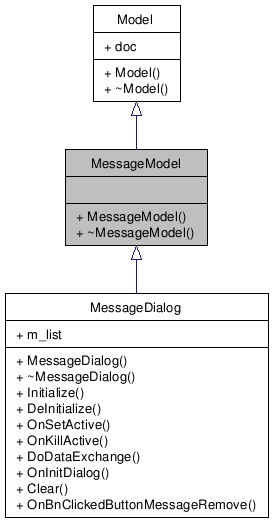 Model
+ doc
+ Model()
+ ~Model()
MessageModel
+ MessageModel()
+ ~MessageModel()
MessageDialog
+ m_list
+ MessageDialog()
+ ~MessageDialog()
+ Initialize()
+ DeInitialize()
+ OnSetActive()
+ OnKillActive()
+ DoDataExchange()
+ OnInitDialog()
+ Clear()
+ OnBnClickedButtonMessageRemove()